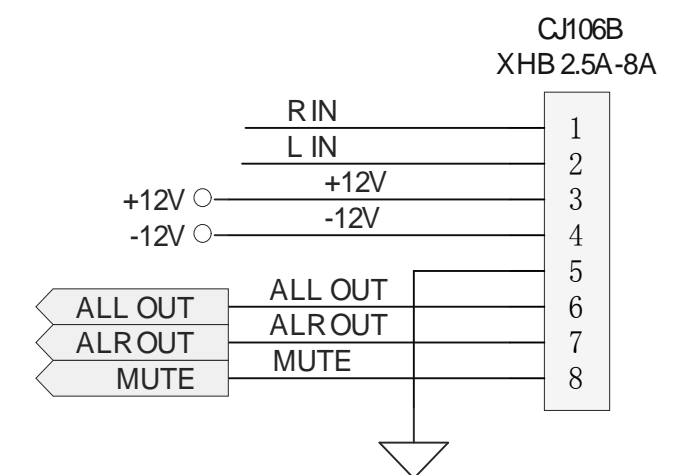 CJ106B
XHB 2.5A-8A
R IN
1
L IN
2
+12V
+12V
3
-12V
-12V
4
5
ALL OUT
ALL OUT
6
ALR OUT
ALR OUT
7
MUTE
MUTE
8